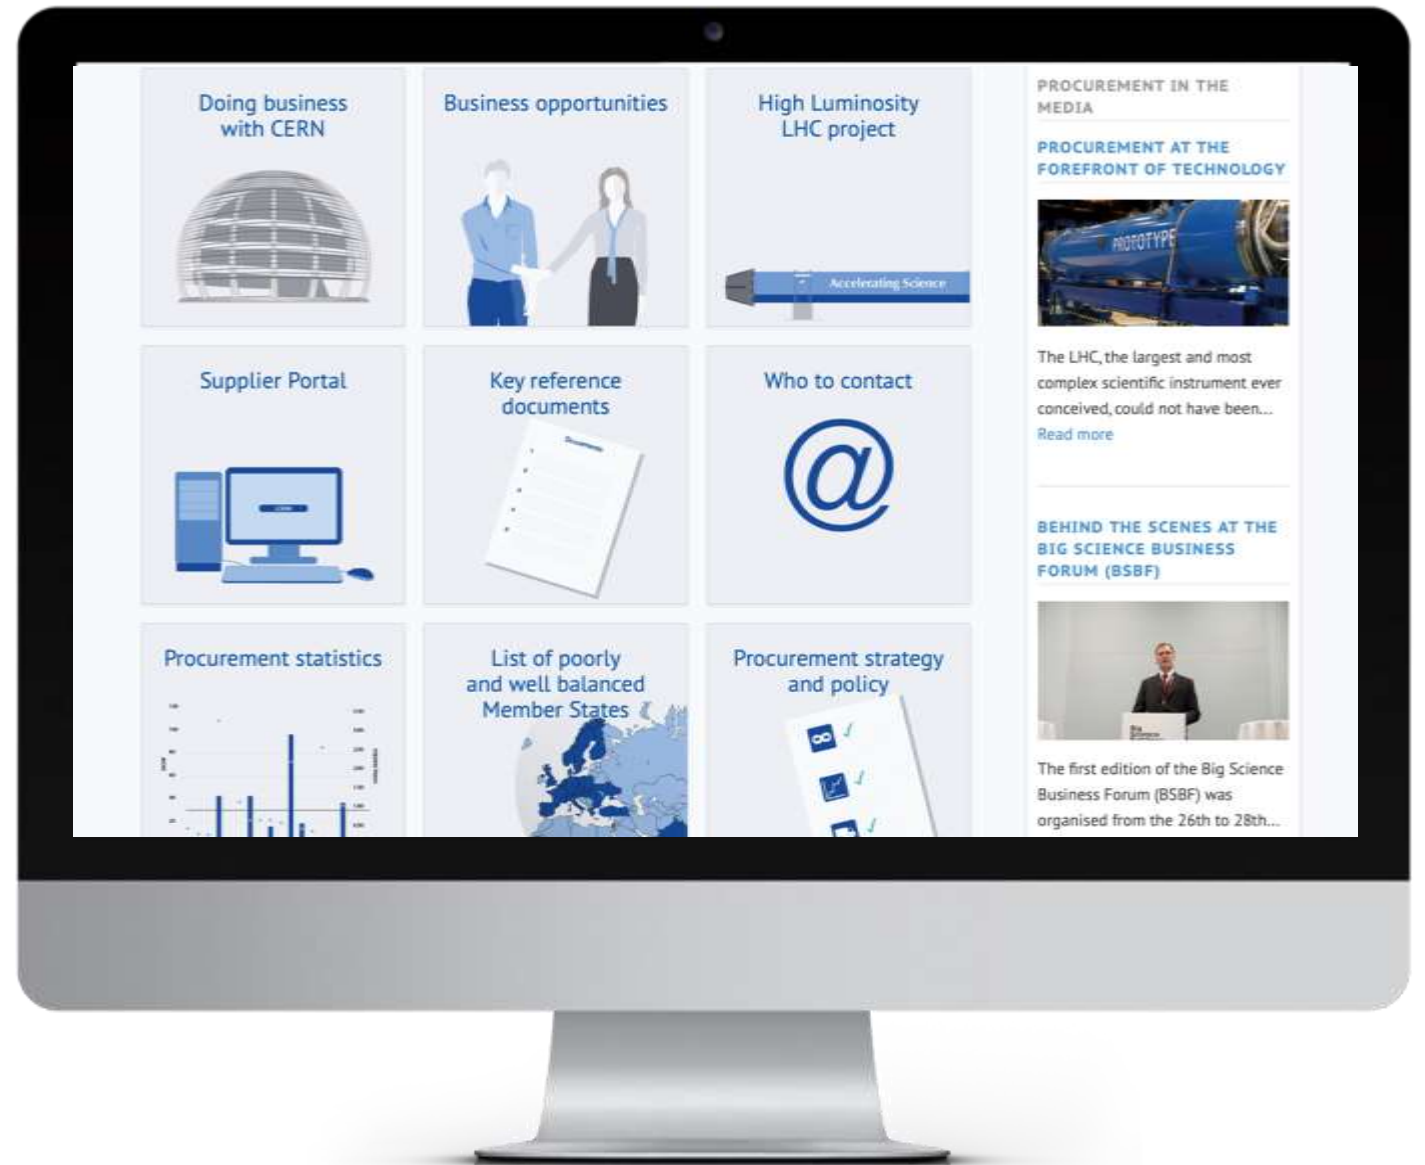 Doing business
with CERN
Business opportunities
High Luminosity
LHC project
Accelerating Science
Supplier Portal
Key reference
documents
Documents
Who to contact
@
Procurement statistics
List of poorly
and well balanced
Member States
Procurement strategy
and policy
PROCUREMENT IN THE
MEDIA
PROCUREMENT AT THE
FOREFRONT OF TECHNOLOGY
PROTOTYPE
The LHC, the largest and most
complex scientific instrument ever
conceived, could not have been...
Read more
BEHIND THE SCENES AT THE
BIG SCIENCE BUSINESS
FORUM (BSBF)
Big
Science
The first edition of the Big Science
Business Forum (BSBF) was
organised from the 26th to 28th...